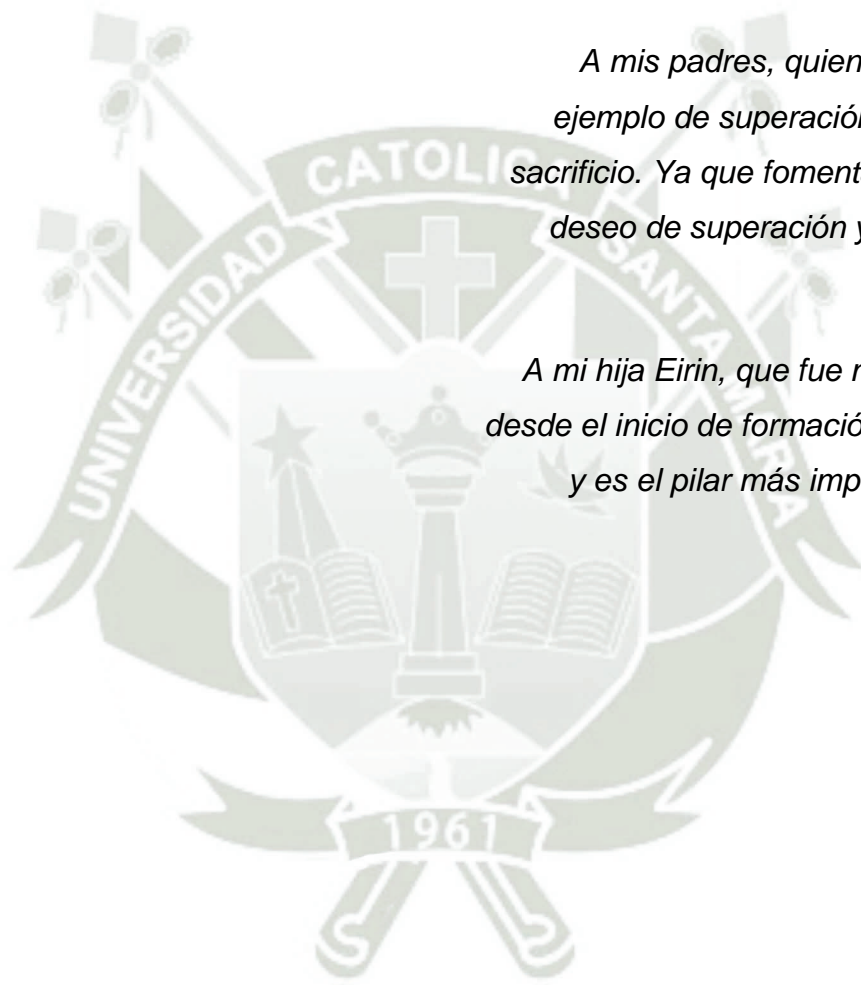 A mis padres, quien
ejemplo de superación
sacrificio. Ya que foment
deseo de superación y
A mi hija Eirin, que fue
desde el inicio de formació
y es el pilar más imp
UNIVERSIDAD CATOLICA SANTA MARIA
1961